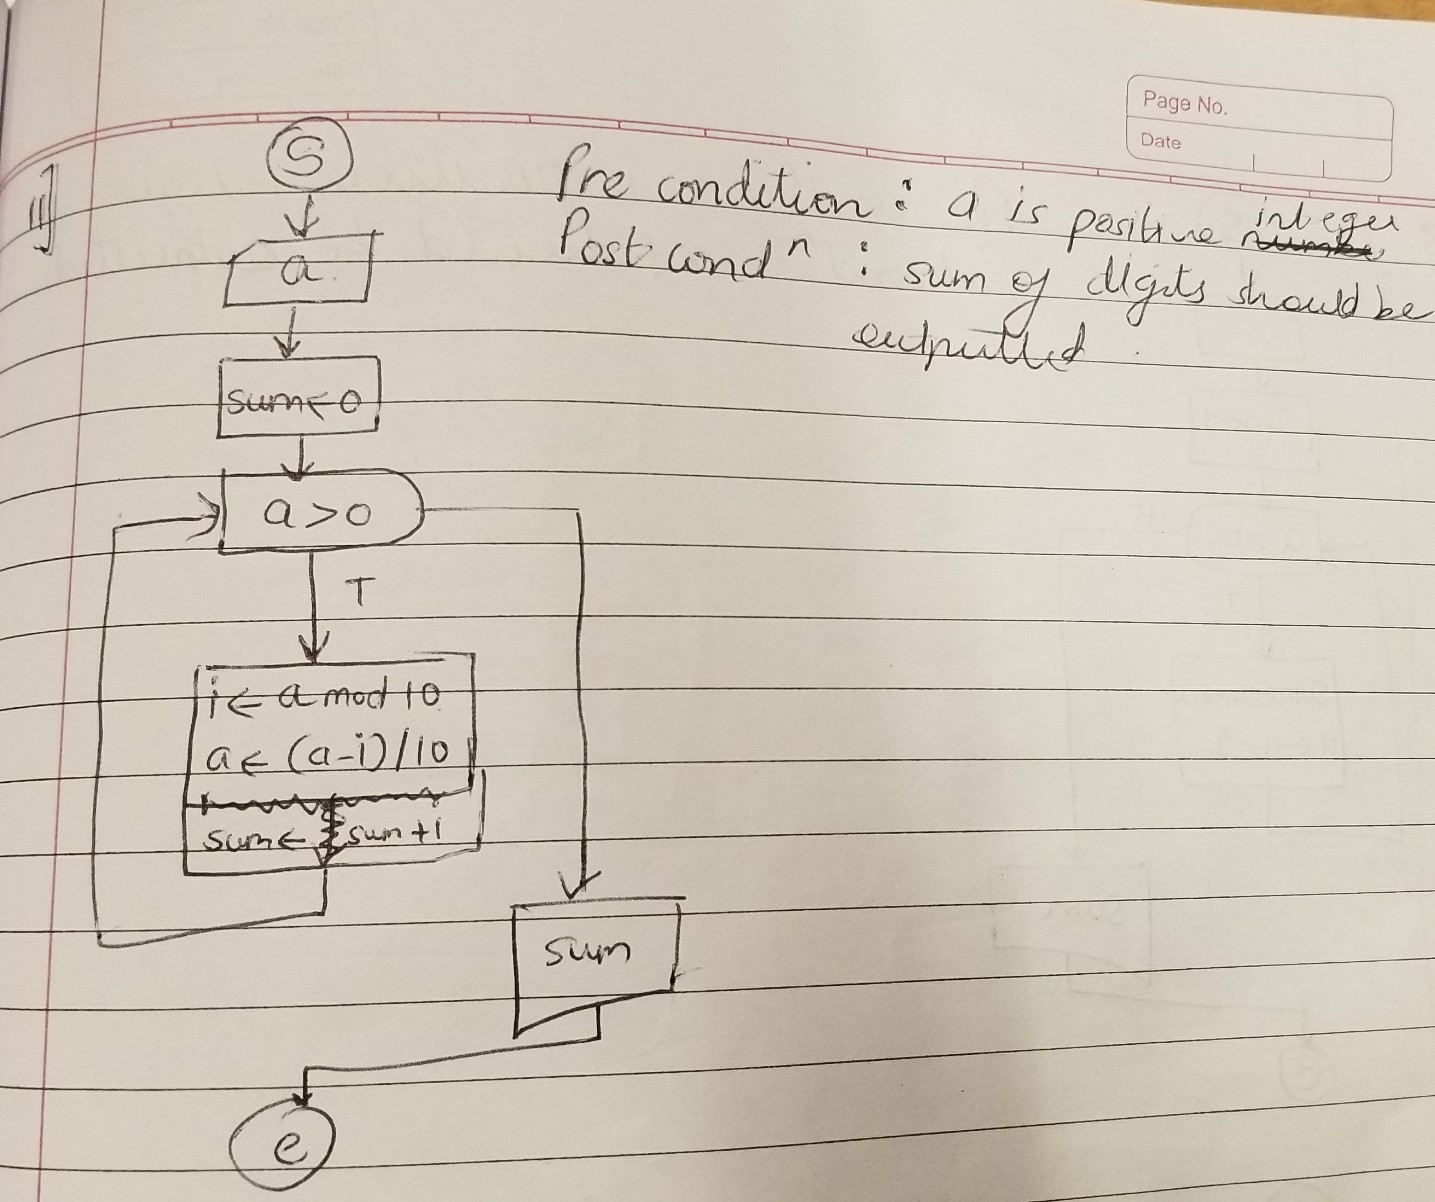 Page No.
Date
11]
S
Pre condition : a is positive integer
a
Post condn : sum of digits should be
outputted.
sum←0
a>0
T
i← a mod 10
a← (a-i)/10
sum← sum+i
sum
e